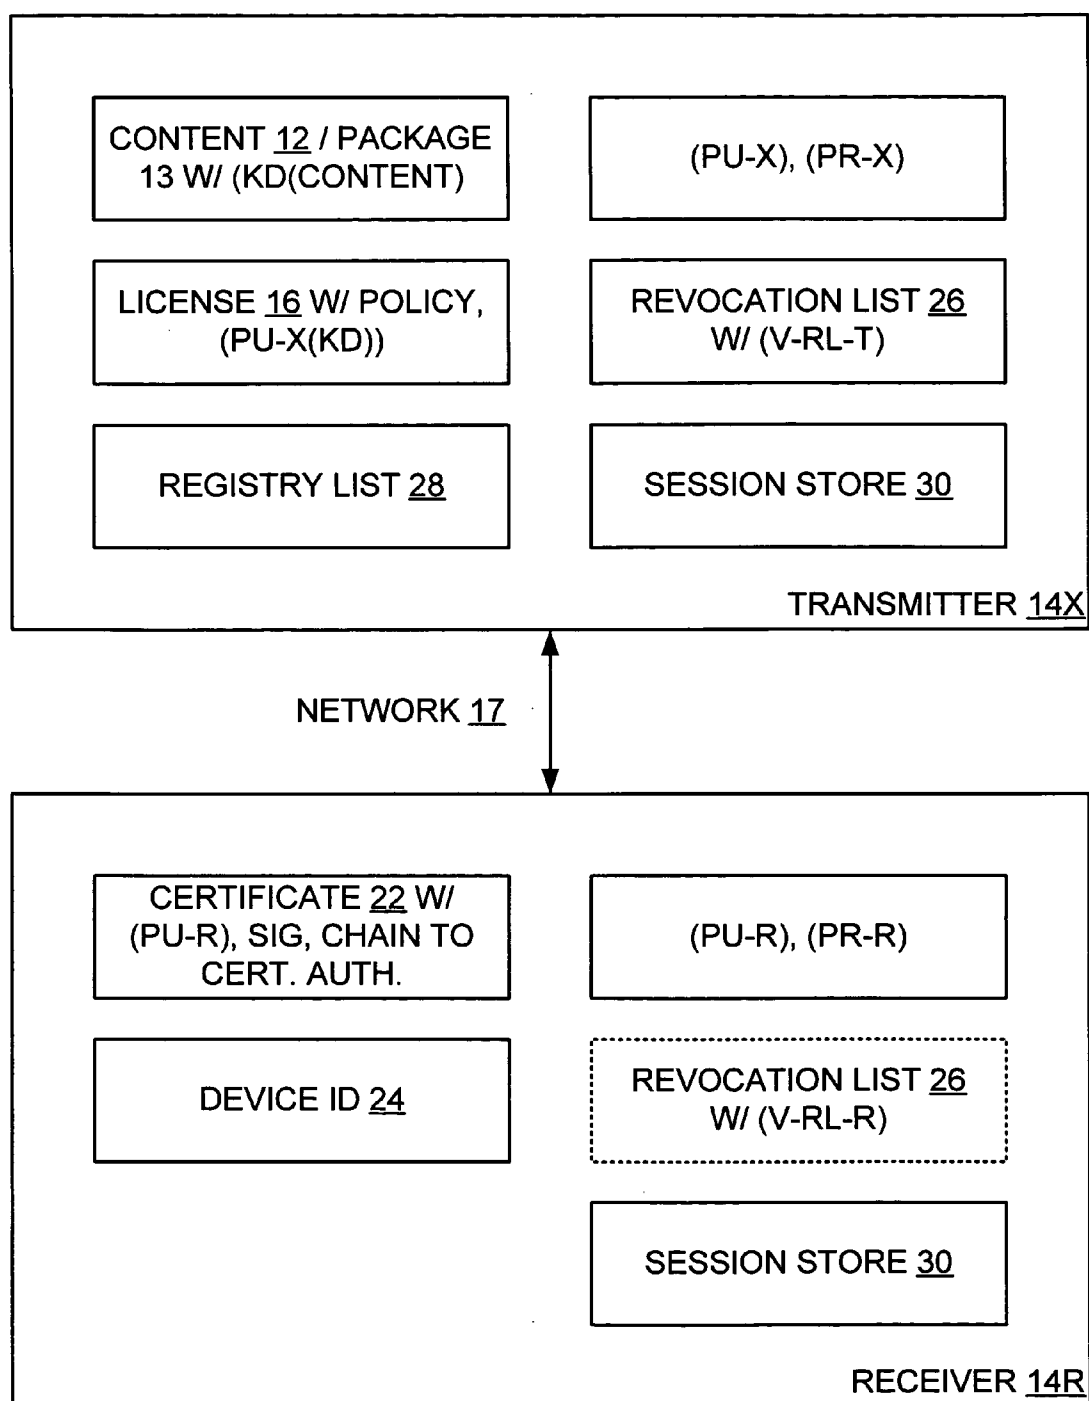 CONTENT 12 / PACKAGE
13 W/ (KD(CONTENT)
(PU-X), (PR-X)
LICENSE 16 W/ POLICY,
(PU-X(KD))
REVOCATION LIST 26
W/ (V-RL-T)
REGISTRY LIST 28
SESSION STORE 30
TRANSMITTER 14X
NETWORK 17
CERTIFICATE 22 W/
(PU-R), SIG, CHAIN TO
CERT. AUTH.
(PU-R), (PR-R)
DEVICE ID 24
REVOCATION LIST 26
W/ (V-RL-R)
SESSION STORE 30
RECEIVER 14R